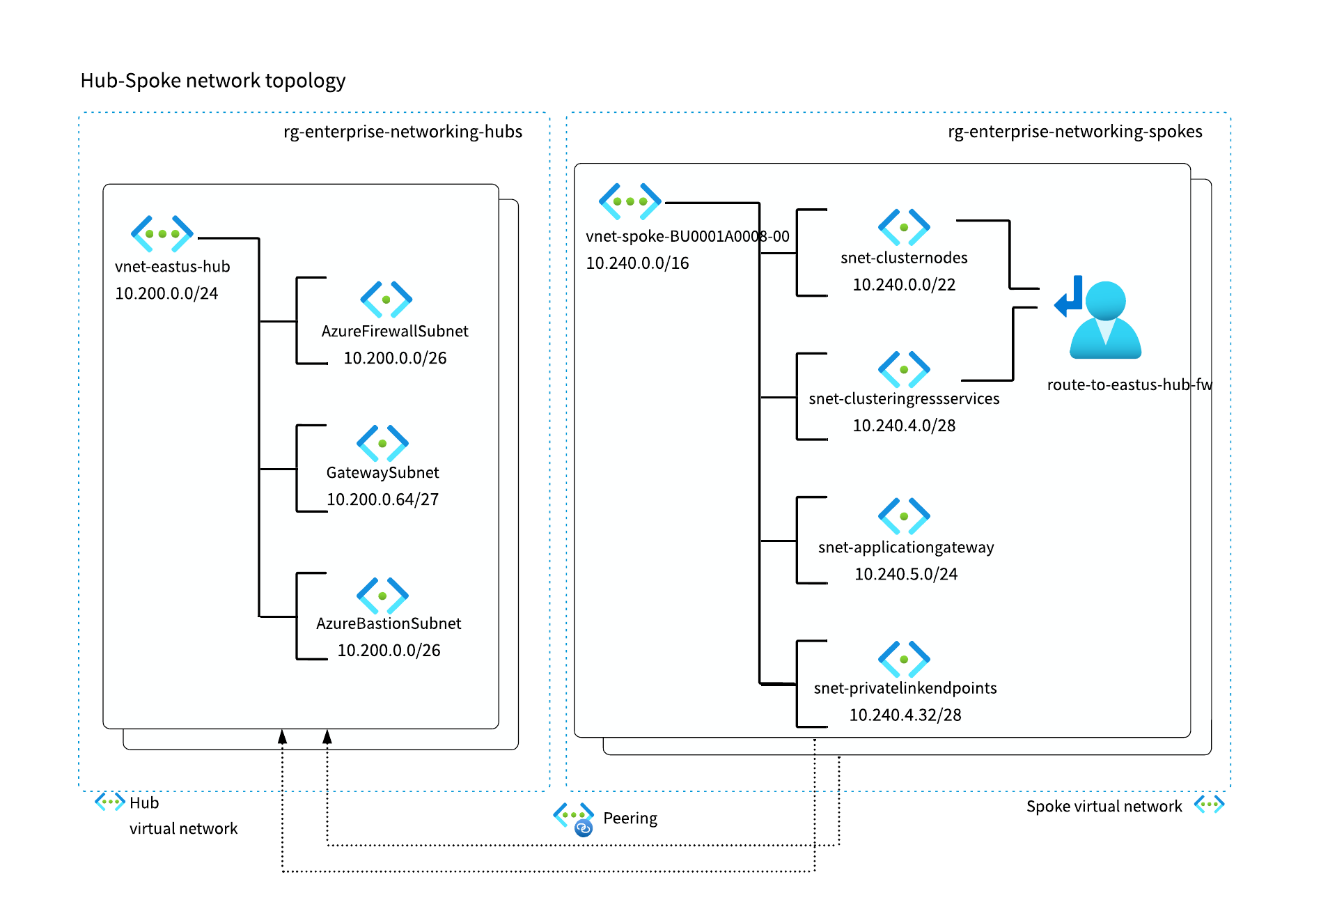 Hub-Spoke network topology
rg-enterprise-networking-hubs
vnet-eastus-hub
10.200.0.0/24
AzureFirewallSubnet
10.200.0.0/26
GatewaySubnet
10.200.0.64/27
AzureBastionSubnet
10.200.0.0/26
Hub
virtual network
rg-enterprise-networking-spokes
vnet-spoke-BU0001A0008-00
10.240.0.0/16
snet-clusternodes
10.240.0.0/22
route-to-eastus-hub-fw
snet-clusteringressservices
10.240.4.0/28
snet-applicationgateway
10.240.5.0/24
snet-privatelinkendpoints
10.240.4.32/28
Peering
Spoke virtual network